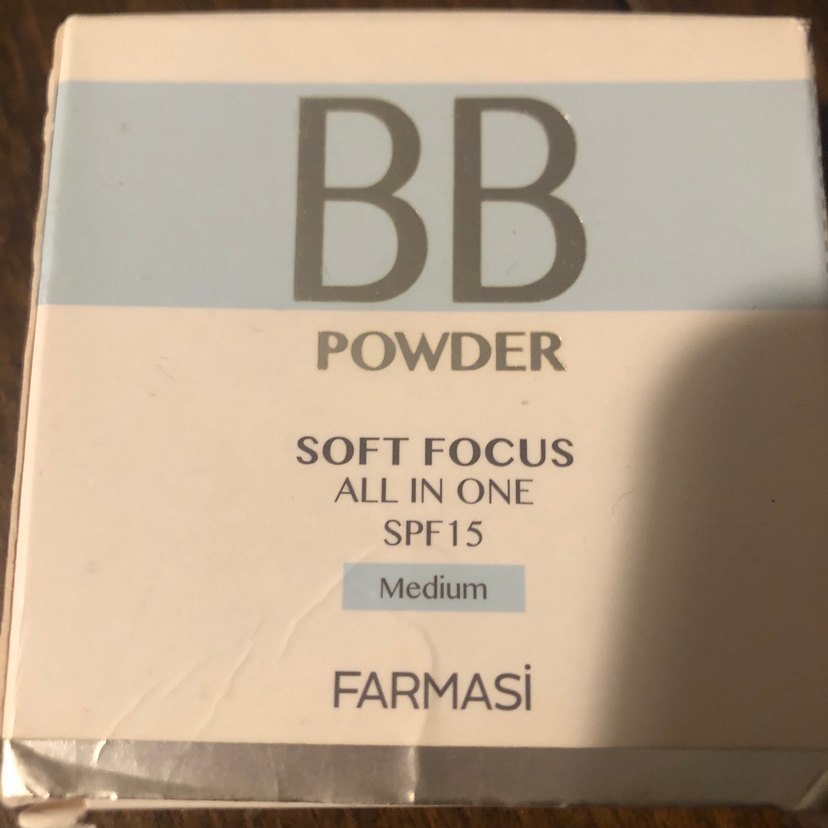 BB
POWDER
SOFT FOCUS
ALL IN ONE
SPF15
Medium
FARMASİ